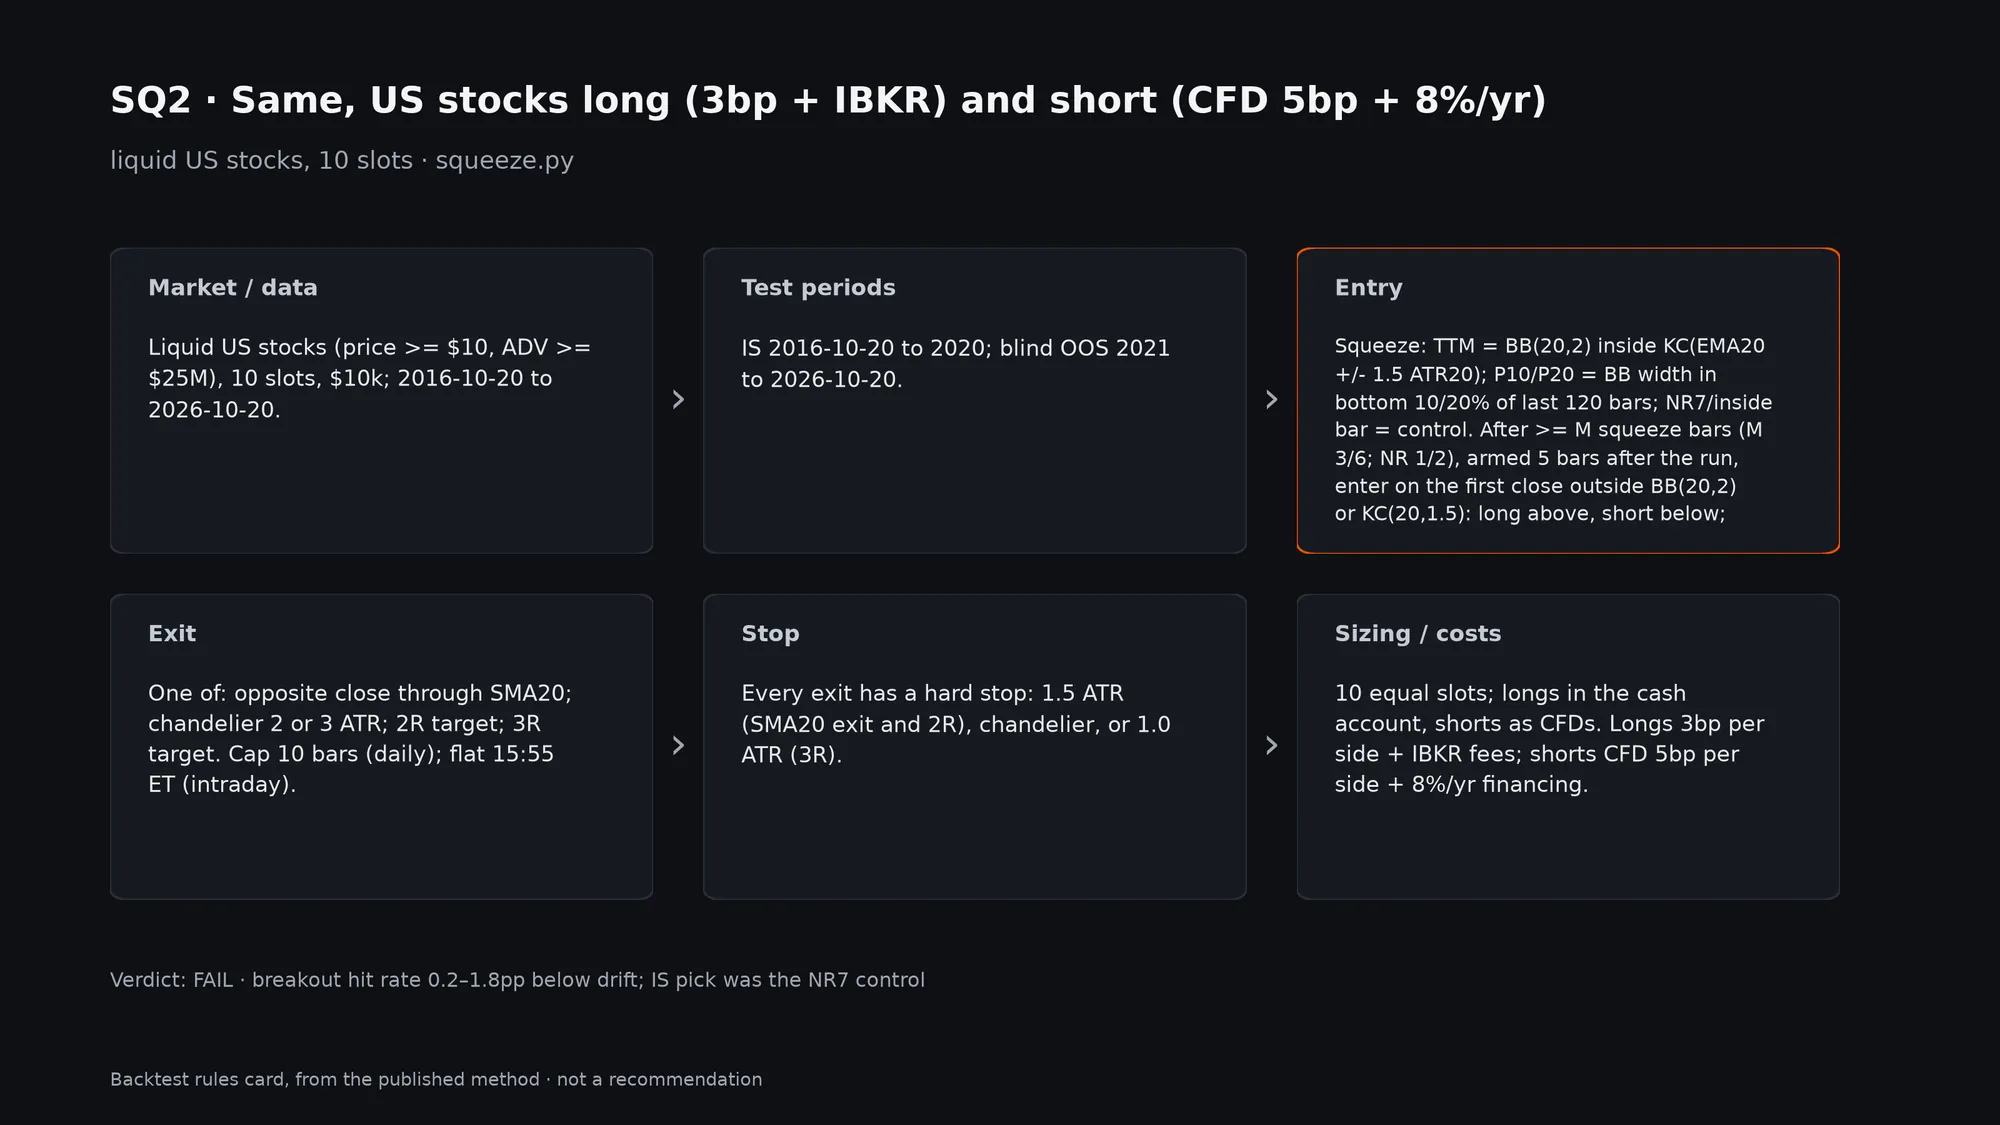 SQ2 · Same, US stocks long (3bp + IBKR) and short (CFD 5bp + 8%/yr)
liquid US stocks, 10 slots · squeeze.py
Market / data
Liquid US stocks (price >= $10, ADV >=
$25M), 10 slots, $10k; 2016-10-20 to
2026-10-20.
›
Test periods
IS 2016-10-20 to 2020; blind OOS 2021
to 2026-10-20.
›
Entry
Squeeze: TTM = BB(20,2) inside KC(EMA20
+/- 1.5 ATR20); P10/P20 = BB width in
bottom 10/20% of last 120 bars; NR7/inside
bar = control. After >= M squeeze bars (M
3/6; NR 1/2), armed 5 bars after the run,
enter on the first close outside BB(20,2)
or KC(20,1.5): long above, short below;
Exit
One of: opposite close through SMA20;
chandelier 2 or 3 ATR; 2R target; 3R
target. Cap 10 bars (daily); flat 15:55
ET (intraday).
›
Stop
Every exit has a hard stop: 1.5 ATR
(SMA20 exit and 2R), chandelier, or 1.0
ATR (3R).
›
Sizing / costs
10 equal slots; longs in the cash
account, shorts as CFDs. Longs 3bp per
side + IBKR fees; shorts CFD 5bp per
side + 8%/yr financing.
Verdict: FAIL · breakout hit rate 0.2–1.8pp below drift; IS pick was the NR7 control
Backtest rules card, from the published method · not a recommendation